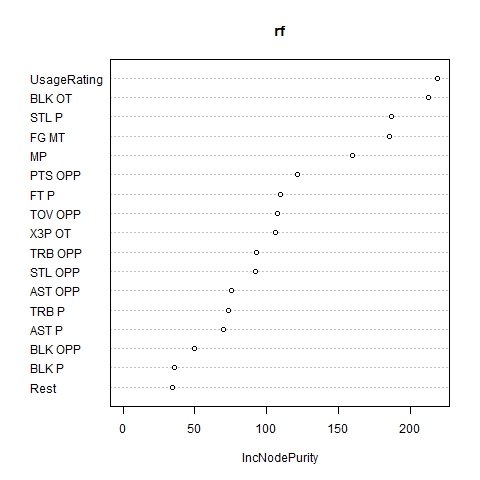 rf
UsageRating
BLK OT
STL P
FG MT
MP
PTS OPP
FT P
TOV OPP
X3P OT
TRB OPP
STL OPP
AST OPP
TRB P
AST P
BLK OPP
BLK P
Rest
0 50 100 150 200
IncNodePurity